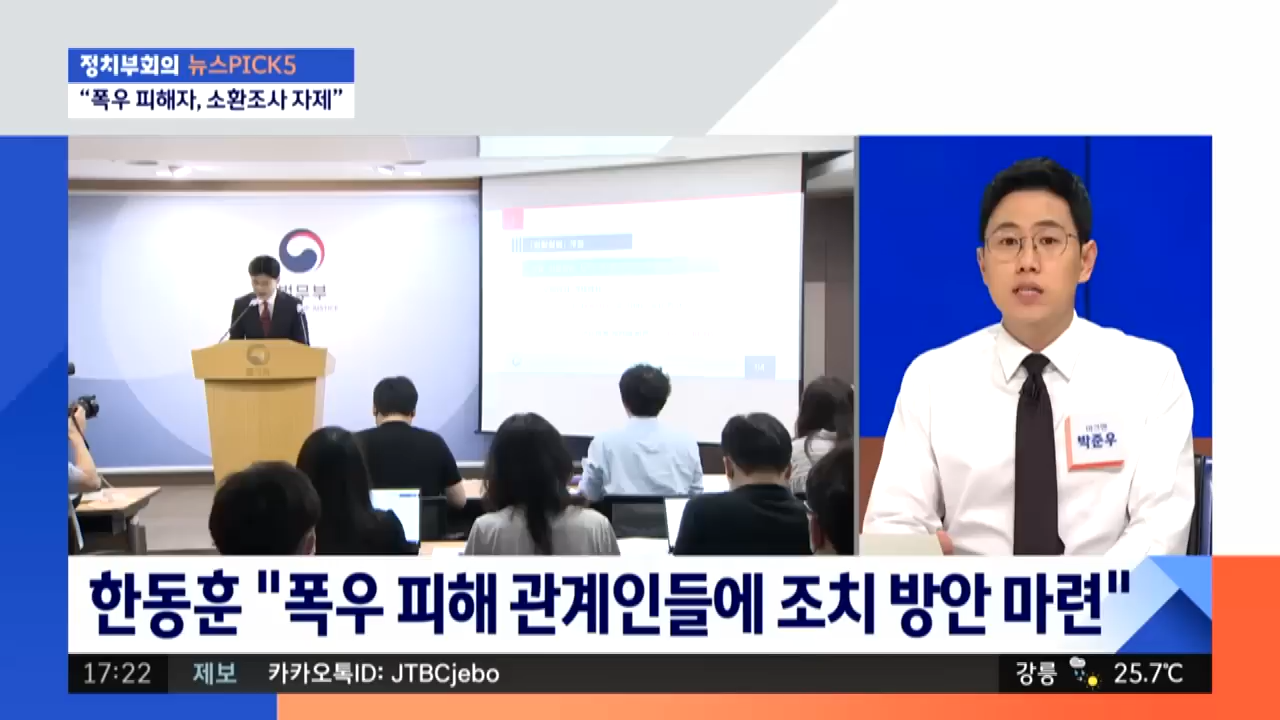 정치부회의 뉴스PICK5
“폭우 피해자, 소환조사 자제”
법무부
박준우
한동훈 "폭우 피해 관계인들에 조치 방안 마련"
17:22 제보 카카오톡ID: JTBCjebo 강릉 25.7℃